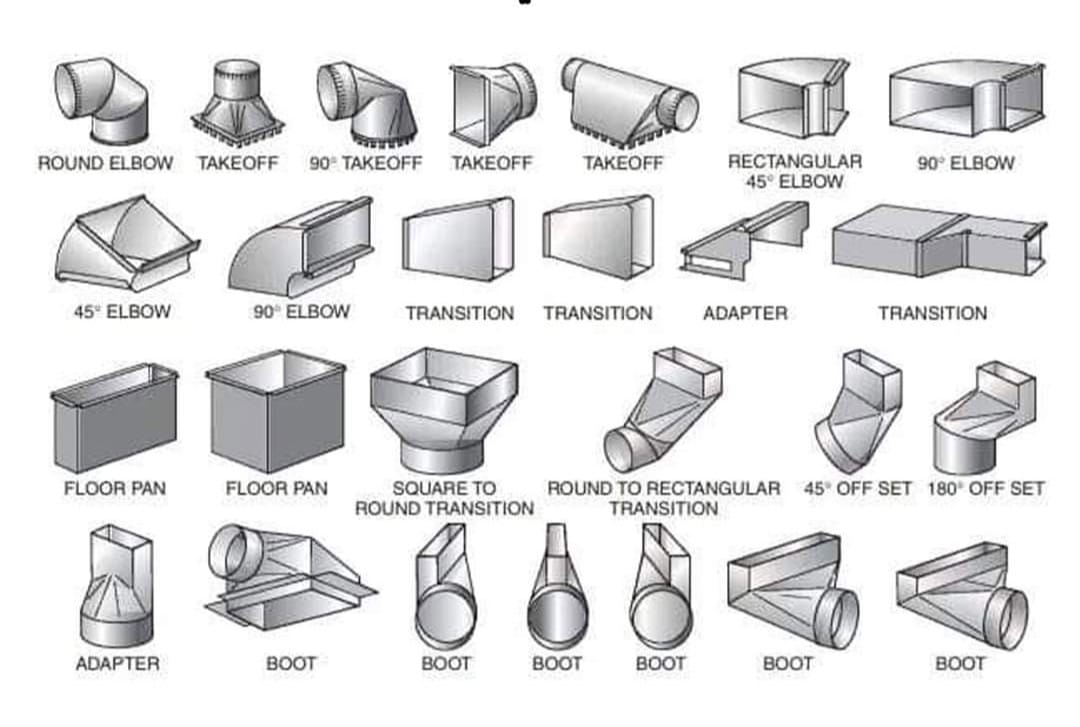 ROUND ELBOW
TAKEOFF
90° TAKEOFF
TAKEOFF
TAKEOFF
RECTANGULAR
45° ELBOW
90° ELBOW
45° ELBOW
90° ELBOW
TRANSITION
TRANSITION
ADAPTER
TRANSITION
FLOOR PAN
FLOOR PAN
SQUARE TO
ROUND TRANSITION
ROUND TO RECTANGULAR
TRANSITION
45° OFF SET
180° OFF SET
ADAPTER
BOOT
BOOT
BOOT
BOOT
BOOT
BOOT